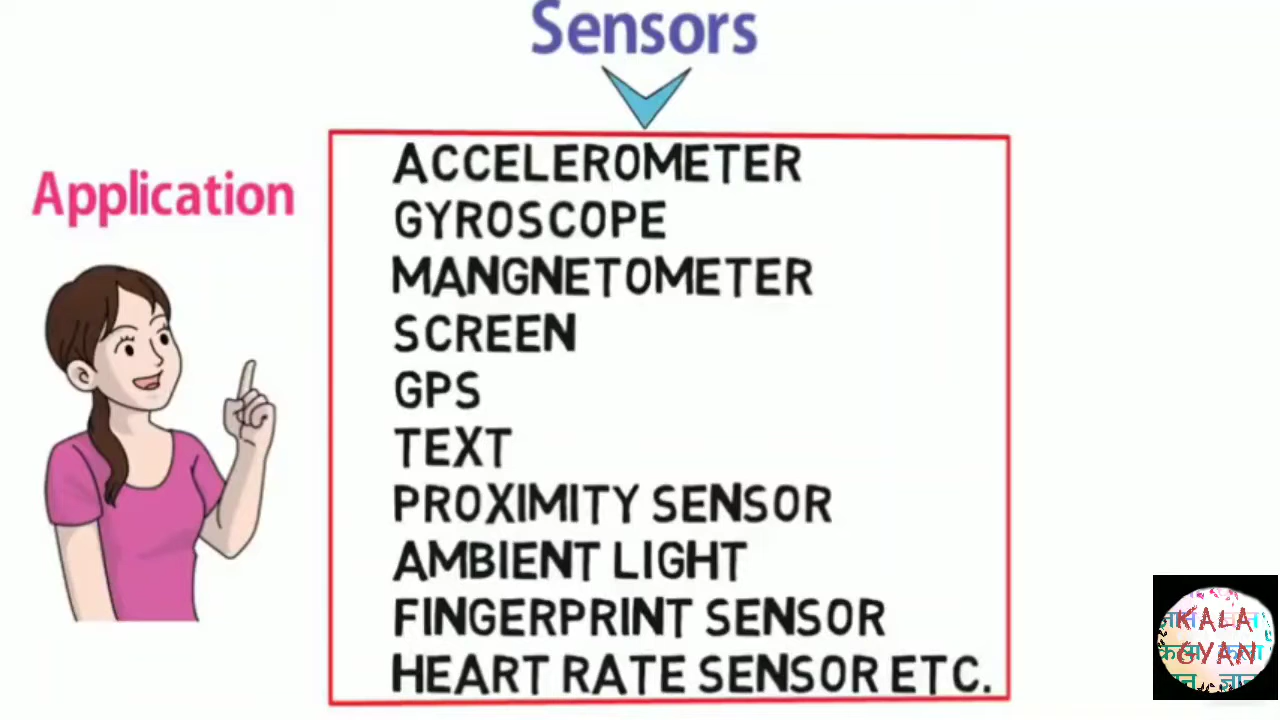 Sensors
Application
ACCELEROMETER
GYROSCOPE
MANGNETOMETER
SCREEN
GPS
TEXT
PROXIMITY SENSOR
AMBIENT LIGHT
FINGERPRINT SENSOR
HEART RATE SENSOR ETC.
KALA
GYAN